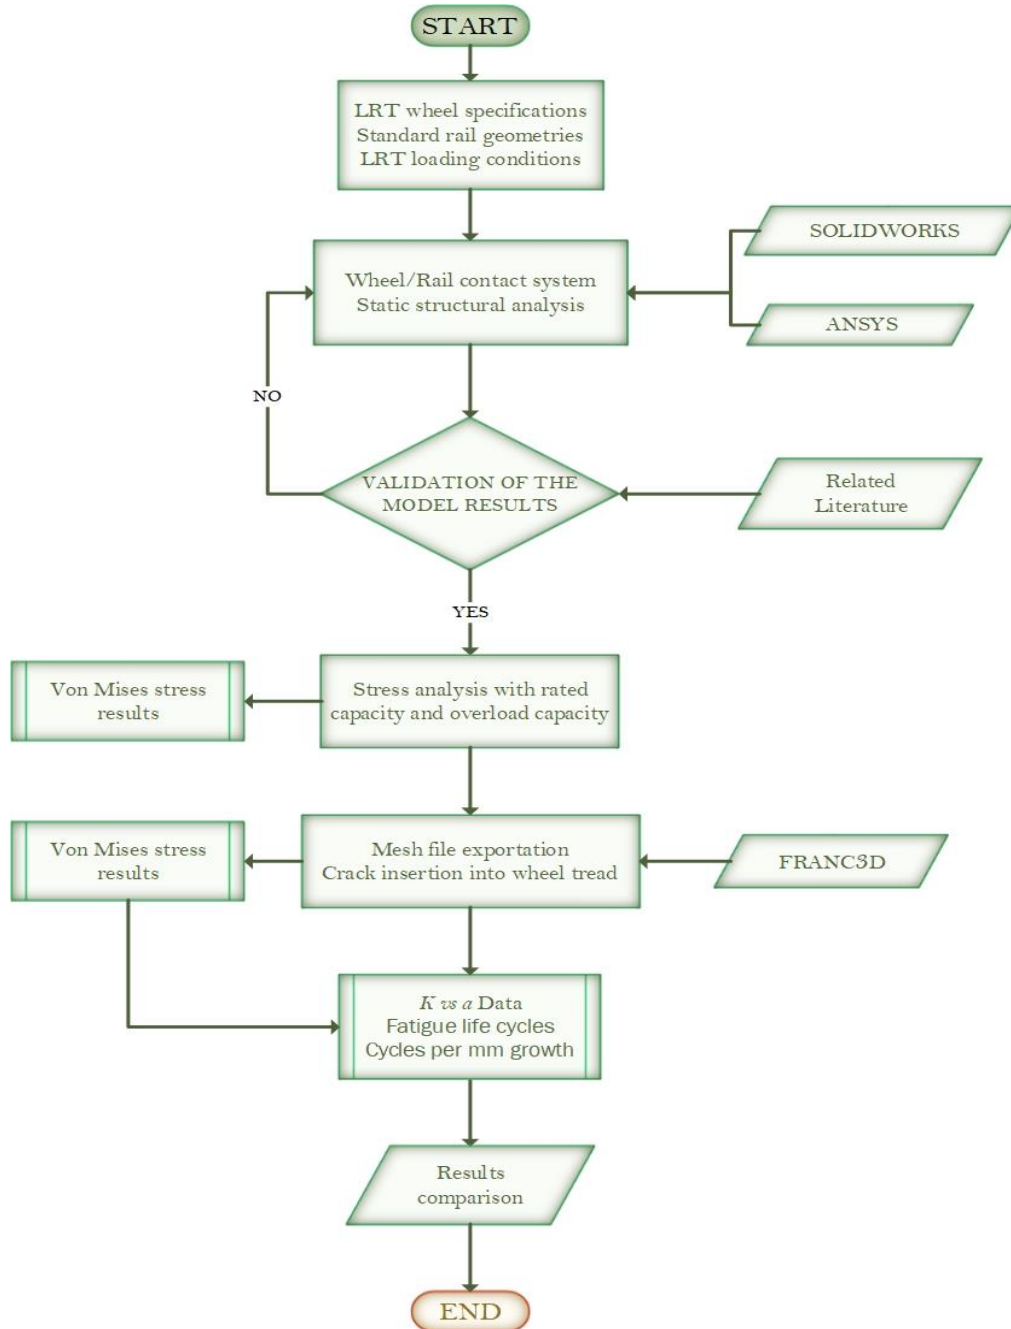 START
LRT wheel specifications
Standard rail geometries
LRT loading conditions
SOLIDWORKS
Wheel/Rail contact system
Static structural analysis
ANSYS
NO
VALIDATION OF THE
MODEL RESULTS
Related
Literature
YES
Von Mises stress
results
Stress analysis with rated
capacity and overload capacity
Von Mises stress
results
Mesh file exportation
Crack insertion into wheel tread
FRANC3D
K vs a Data
Fatigue life cycles
Cycles per mm growth
Results
comparison
END